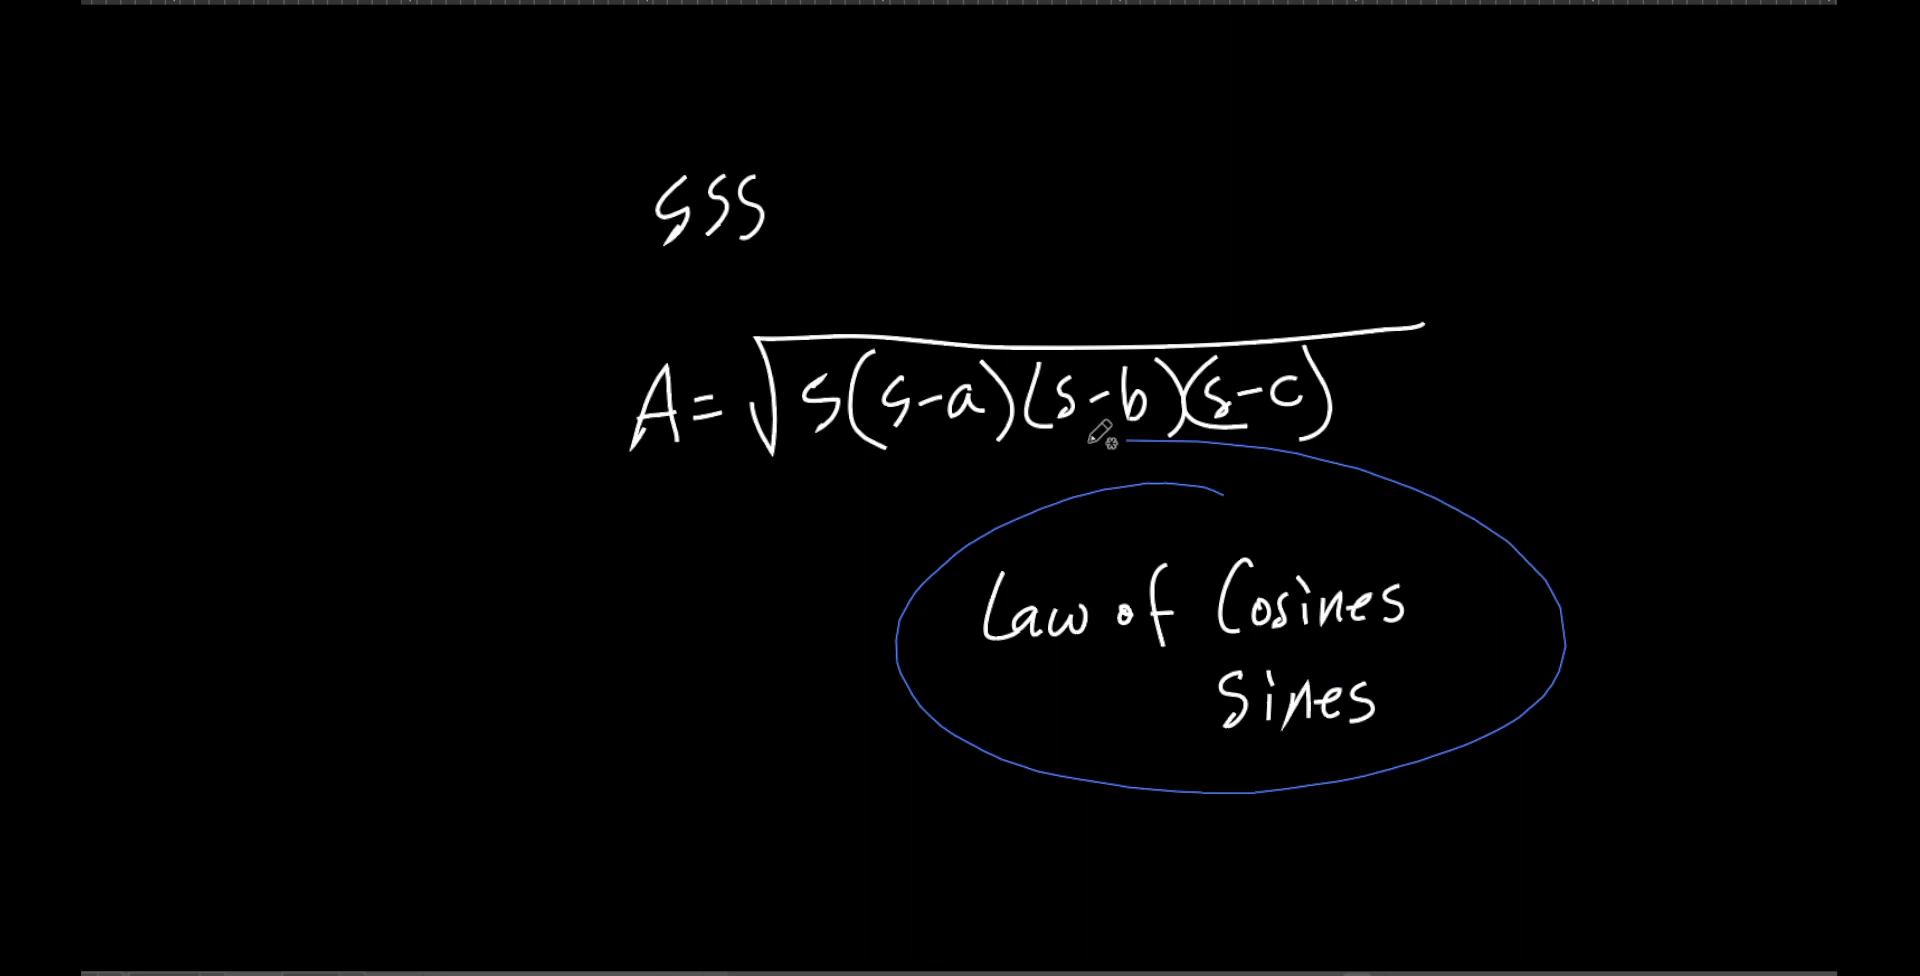 SSS
A = √s(s-a)(s-b)(s-c)
Law of Cosines
Sines